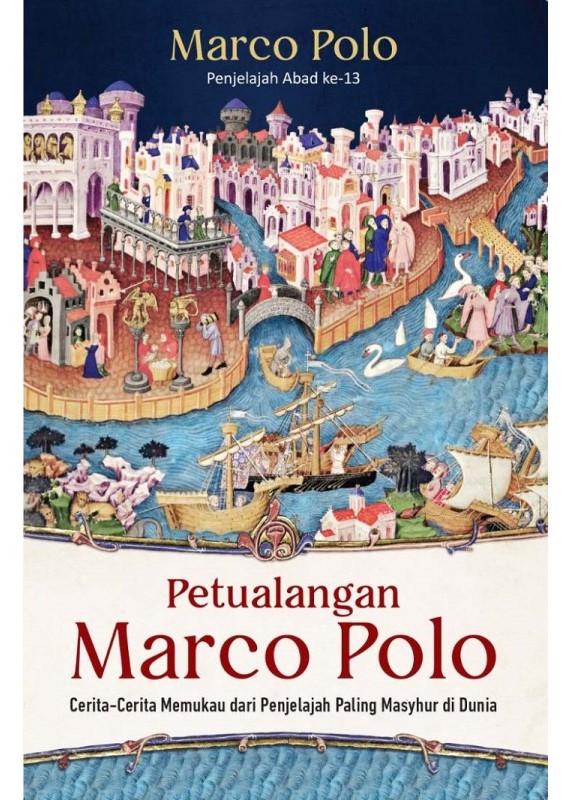 Marco Polo
Penjelajah Abad ke-13
Petualangan
Marco Polo
Cerita-Cerita Memukau dari Penjelajah Paling Masyhur di Dunia